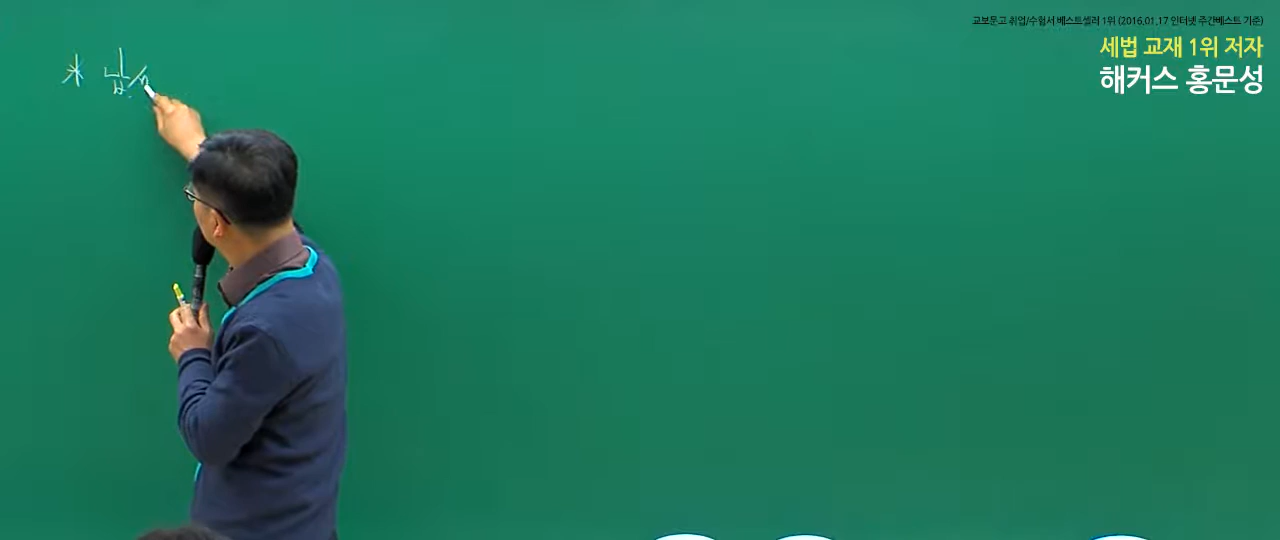 교보문고 취업/수험서 베스트셀러 1위 (2016.01.17 인터넷 주간베스트 기준)
세법 교재 1위 저자
해커스 홍문성